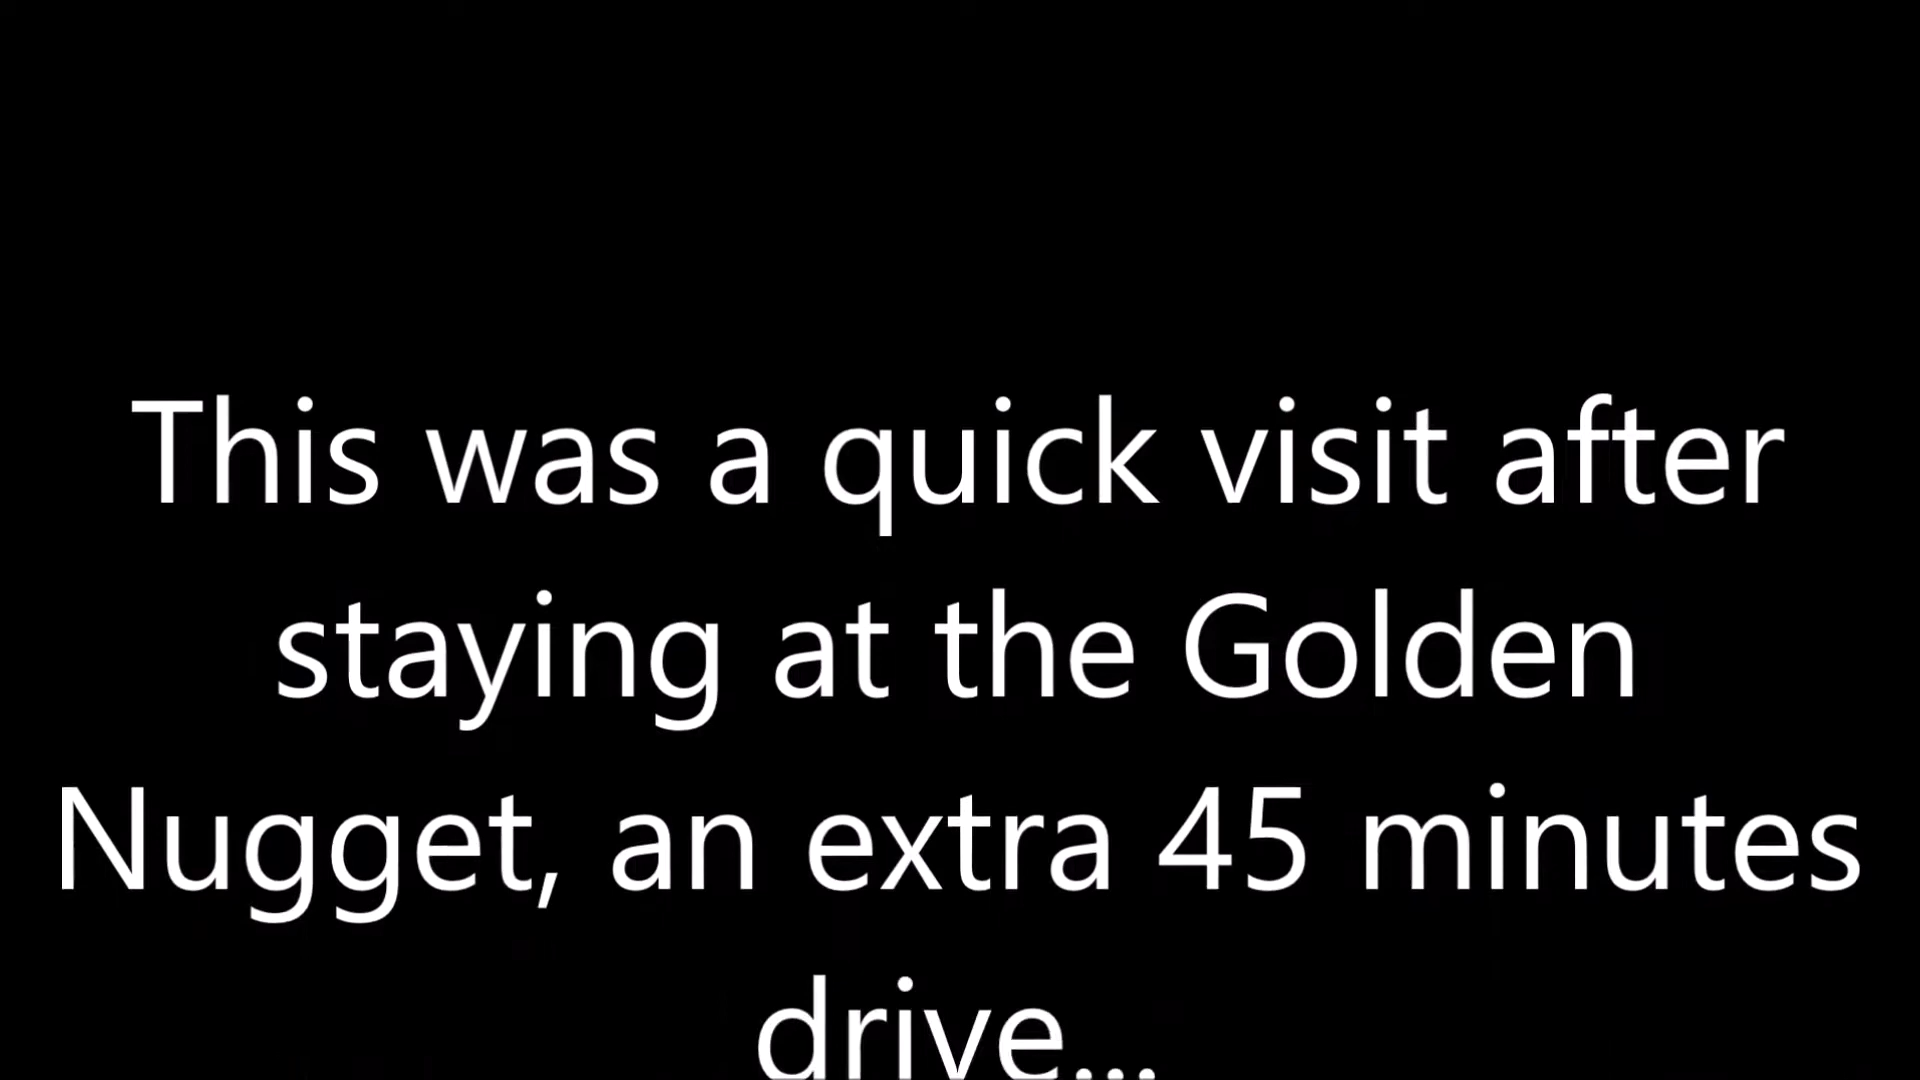 This was a quick visit after
staying at the Golden
Nugget, an extra 45 minutes
drive...